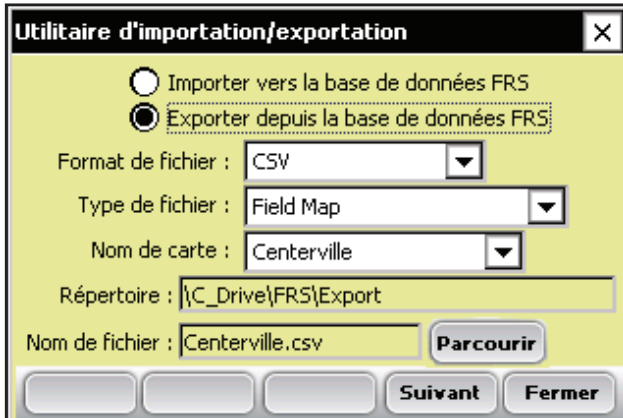 Utilitaire d'importation/exportation
Importer vers la base de données FRS
Exporter depuis la base de données FRS
Format de fichier : CSV
Type de fichier : Field Map
Nom de carte : Centerville
Répertoire : \C_Drive\FRS\Export
Nom de fichier : Centerville.csv Parcourir
Suivant Fermer